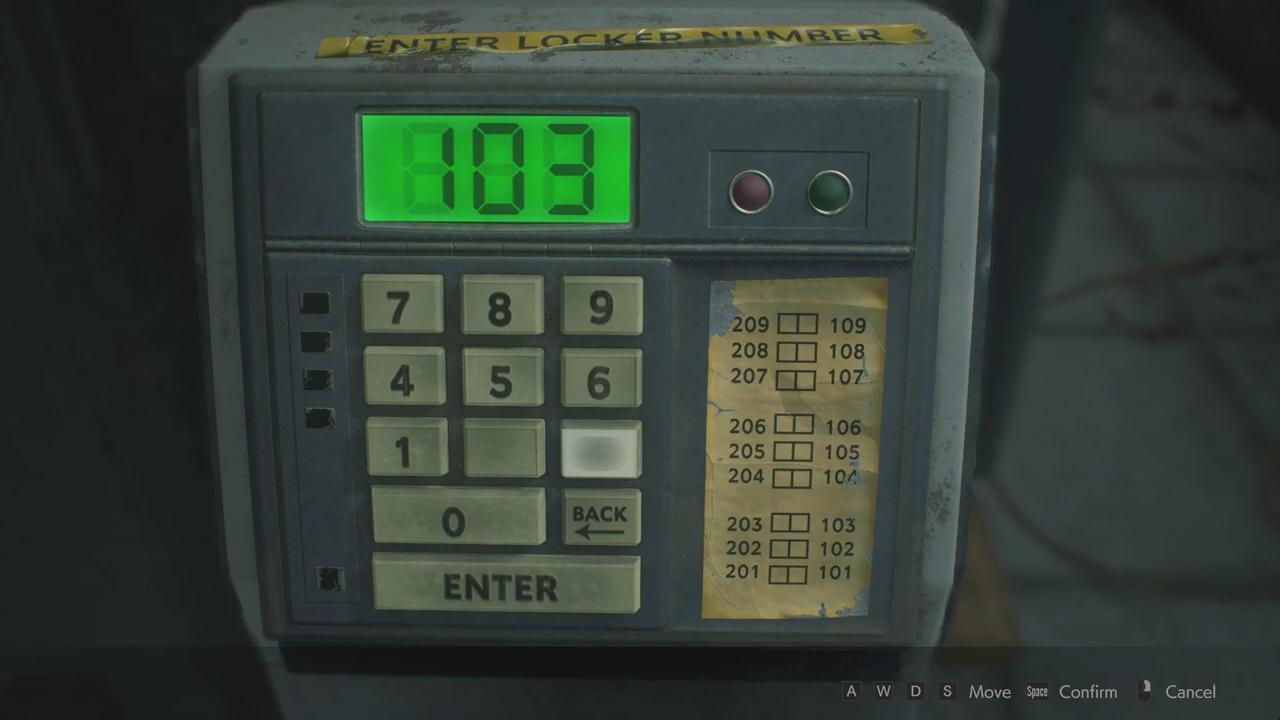 ENTER LOCKER NUMBER
103
7 8 9
4 5 6
1
0 BACK
ENTER
209 109
208 108
207 107
206 106
205 105
204 104
203 103
202 102
201 101
A W D S Move Space Confirm Cancel